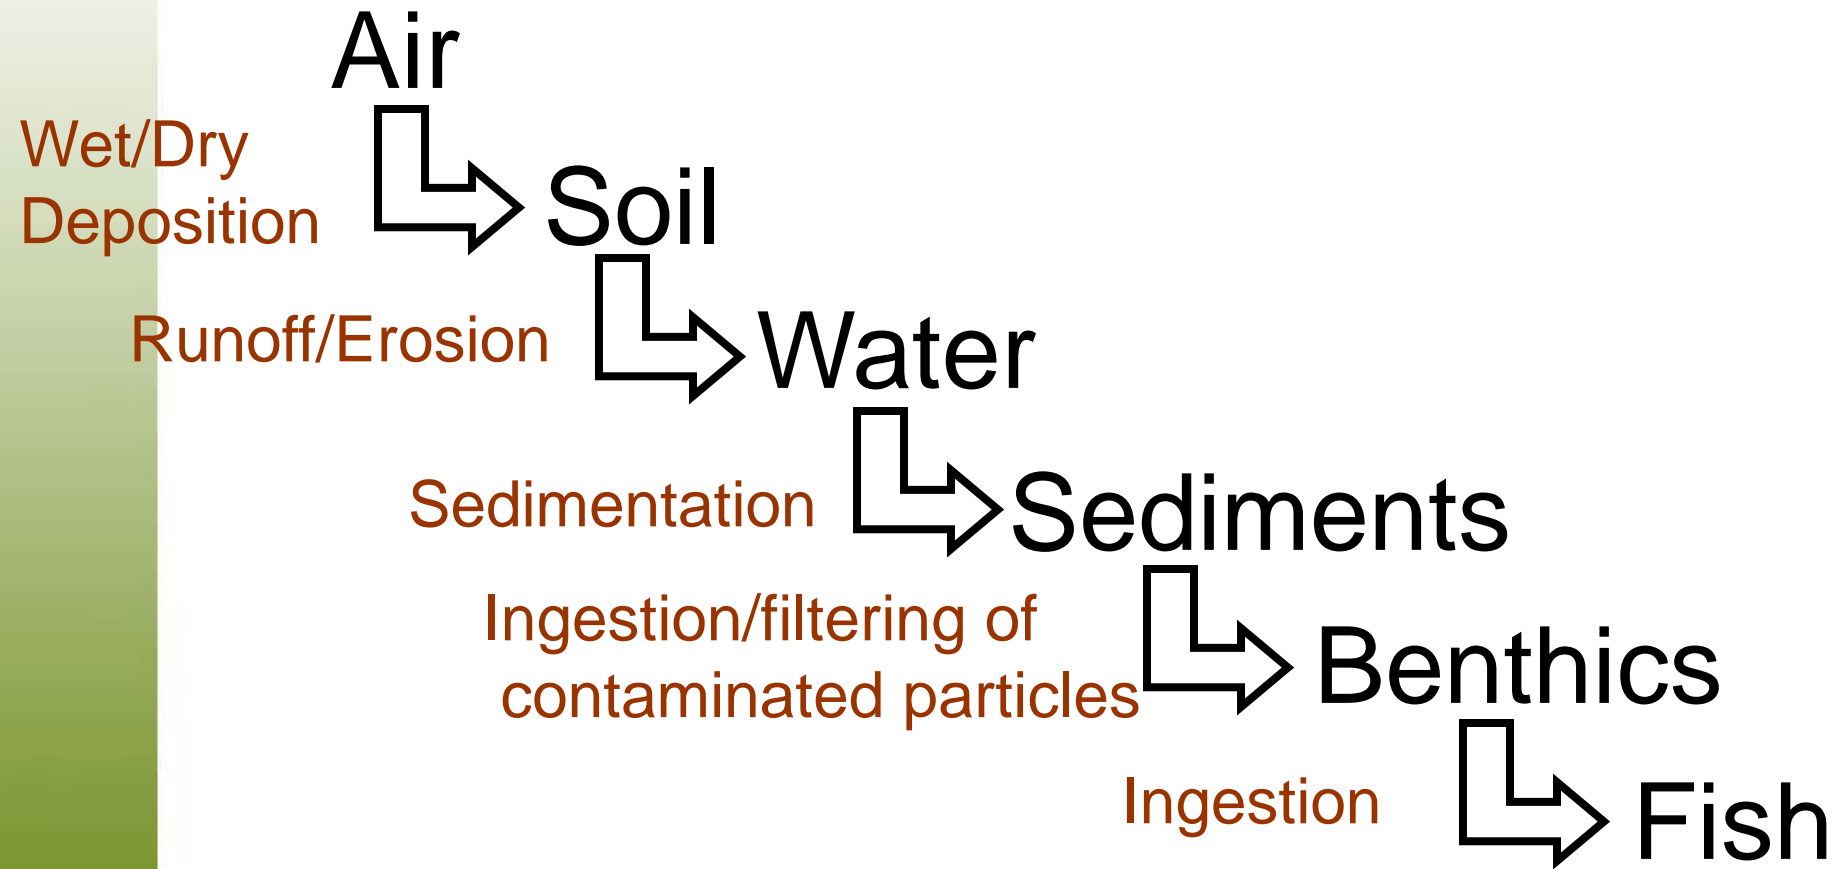 Air
Wet/Dry
Deposition
Soil
Runoff/Erosion
Water
Sedimentation
Sediments
Ingestion/filtering of
contaminated particles
Benthics
Ingestion
Fish